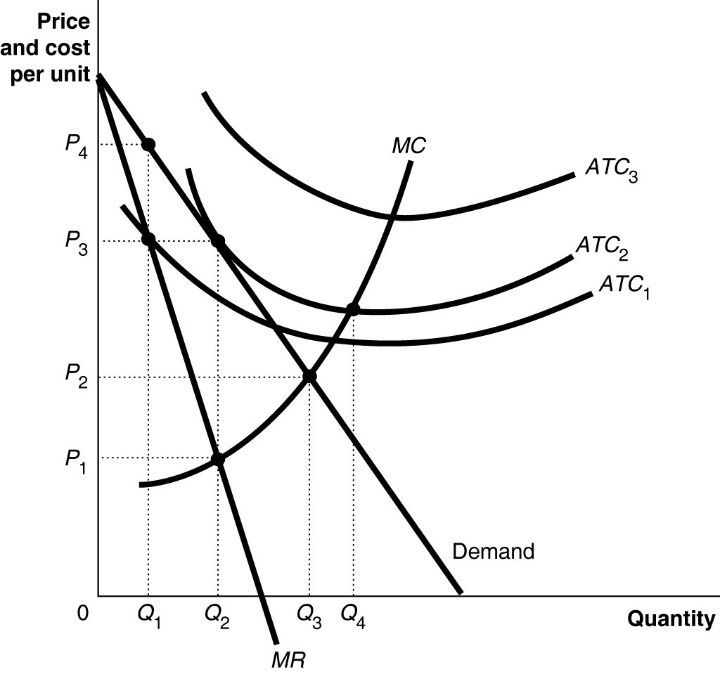 Price
and cost
per unit
P4
MC
ATC3
P3
ATC2
ATC1
P2
P1
Demand
0
Q1
Q2
Q3
Q4
Quantity
MR